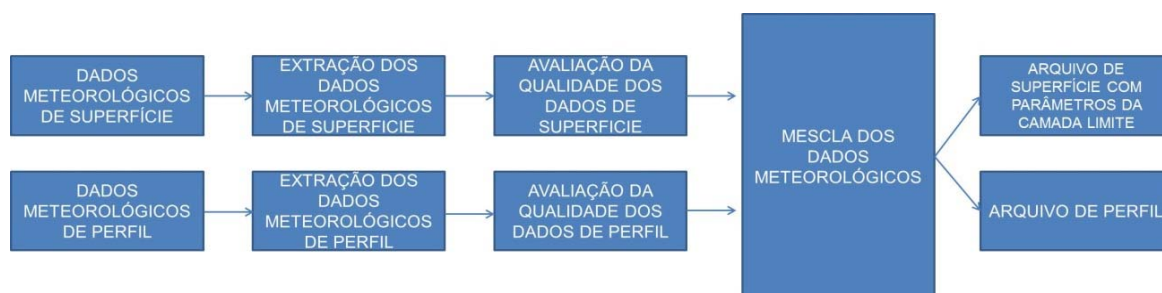 DADOS
METEOROLÓGICOS
DE SUPERFÍCIE
EXTRAÇÃO DOS
DADOS
METEOROLÓGICOS
DE SUPERFICIE
AVALIAÇÃO DA
QUALIDADE DOS
DADOS DE
SUPERFICIE
MESCLA DOS
DADOS
METEOROLÓGICOS
ARQUIVO DE
SUPERFÍCIE COM
PARÂMETROS DA
CAMADA LIMITE
DADOS
METEOROLÓGICOS
DE PERFIL
EXTRAÇÃO DOS
DADOS
METEOROLÓGICOS
DE PERFIL
AVALIAÇÃO DA
QUALIDADE DOS
DADOS DE PERFIL
ARQUIVO DE PERFIL